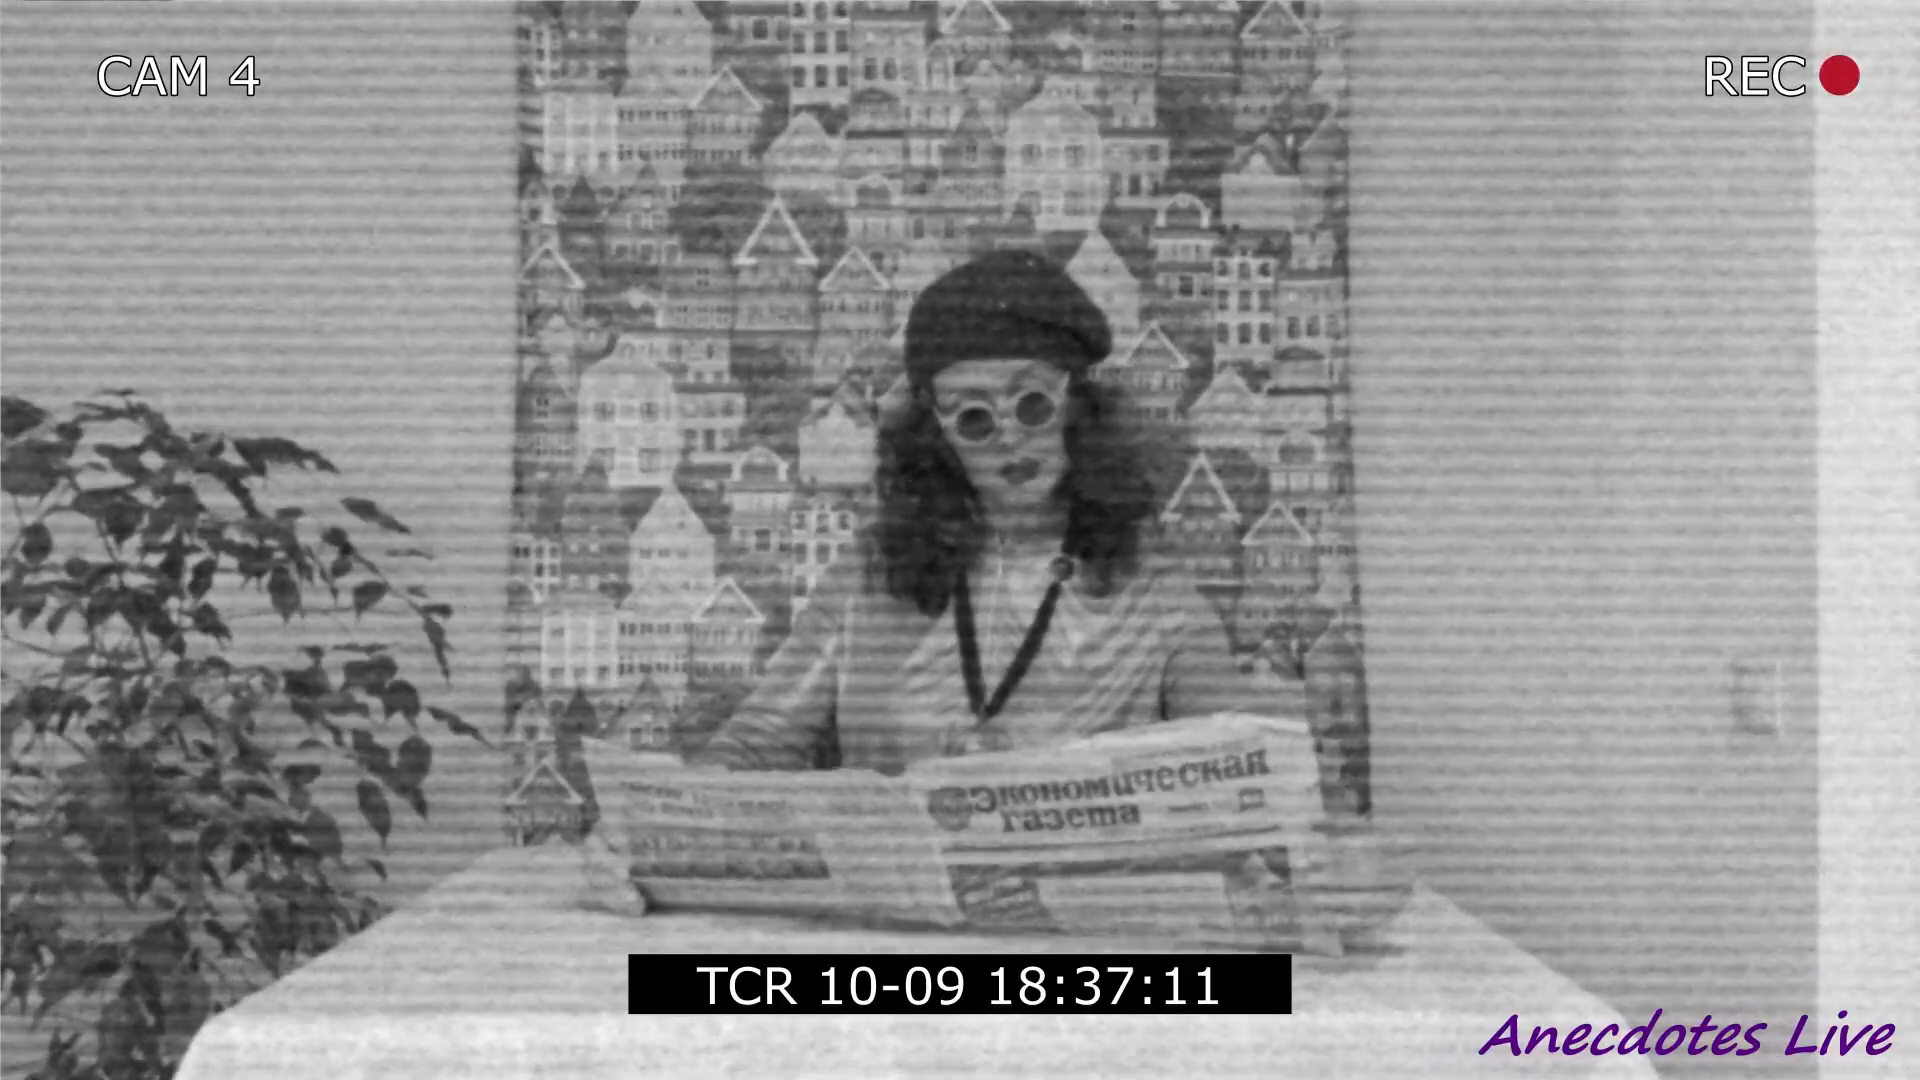 CAM 4
REC
Экономическая
газета
TCR 10-09 18:37:11
Anecdotes Live